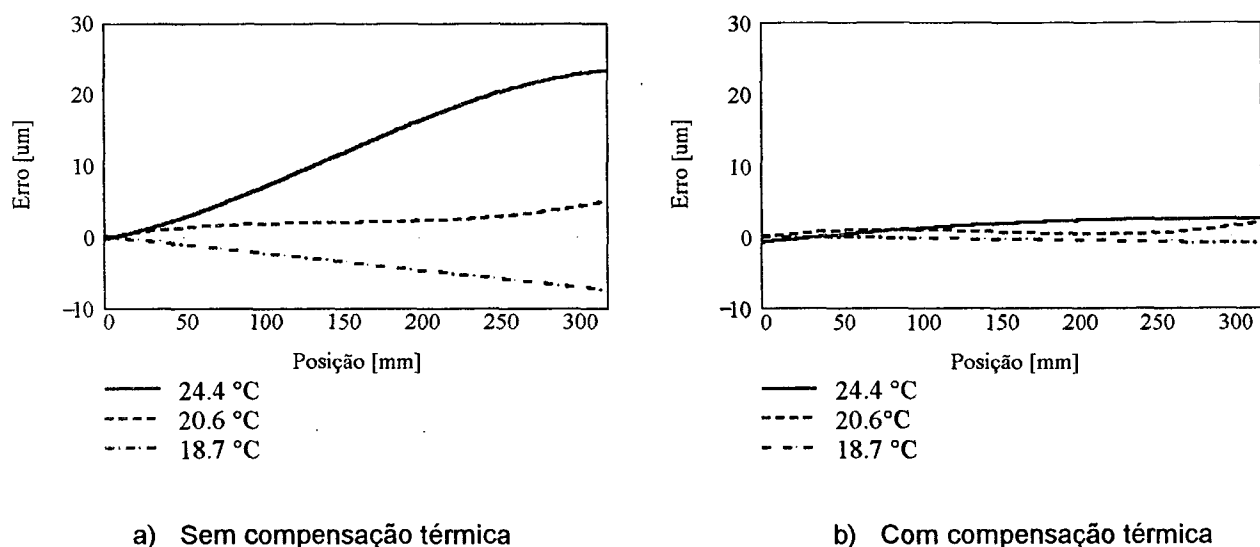 30
20
10
0
−10
Erro [um]
0 50 100 150 200 250 300
Posição [mm]
24.4 °C
20.6 °C
18.7 °C
a) Sem compensação térmica
30
20
10
0
−10
Erro [um]
0 50 100 150 200 250 300
Posição [mm]
24.4 °C
20.6°C
18.7 °C
b) Com compensação térmica